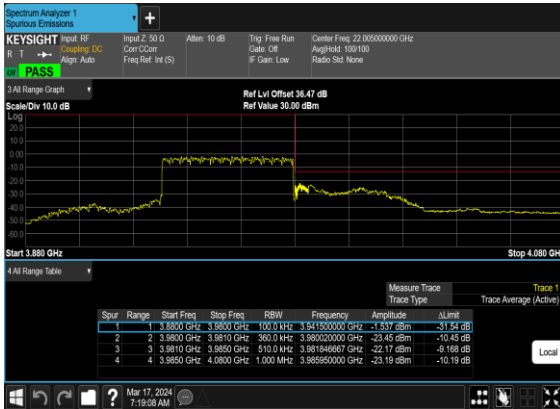 Spectrum Analyzer 1
Spurious Emissions
+
KEYSIGHT Input: RF Input Z: 50 Ω Atten: 10 dB Trig: Free Run Center Freq: 22.005000000 GHz
R T Coupling: DC Corr CCorr Gate: Off Avg|Hold: 100/100
Align: Auto Freq Ref: Int (S) IF Gain: Low Radio Std: None
PASS
3 All Range Graph
Ref Lvl Offset 36.47 dB
Scale/Div 10.0 dB Ref Value 30.00 dBm
Log
20.0
10.0
0.00
-10.0
-20.0
-30.0
-40.0
-50.0
-60.0
Start 3.880 GHz Stop 4.080 GH
4 All Range Table
Measure Trace Trace 1
Trace Type Trace Average (Active)
Spur Range Start Freq Stop Freq RBW Frequency Amplitude ΔLimit
1 1 3.8800 GHz 3.9800 GHz 100.0 kHz 3.941500000 GHz -1.537 dBm -31.54 dB
2 2 3.9800 GHz 3.9810 GHz 360.0 kHz 3.980020000 GHz -23.45 dBm -10.45 dB
3 3 3.9810 GHz 3.9850 GHz 510.0 kHz 3.981846667 GHz -22.17 dBm -9.168 dB
4 4 3.9850 GHz 4.0800 GHz 1.000 MHz 3.985950000 GHz -23.19 dBm -10.19 dB
Local
? Mar 17, 2024
7:19:08 AM